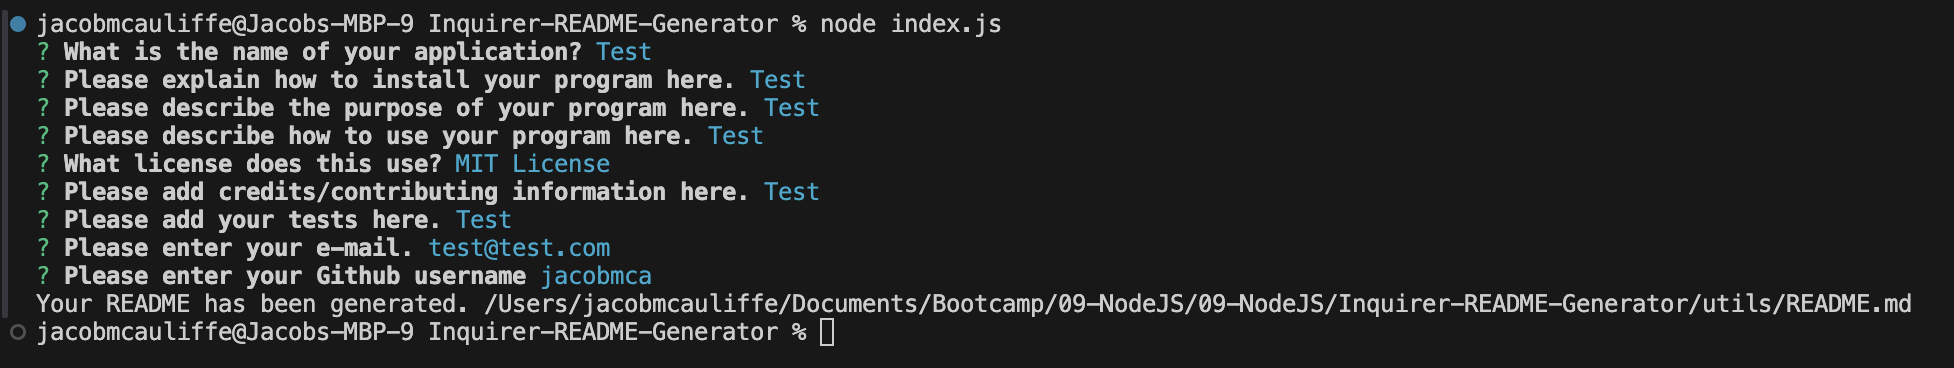 jacobmcauliffe@Jacobs-MBP-9 Inquirer-README-Generator % node index.js
? What is the name of your application? Test
? Please explain how to install your program here. Test
? Please describe the purpose of your program here. Test
? Please describe how to use your program here. Test
? What license does this use? MIT License
? Please add credits/contributing information here. Test
? Please add your tests here. Test
? Please enter your e-mail. test@test.com
? Please enter your Github username jacobmca
Your README has been generated. /Users/jacobmcauliffe/Documents/Bootcamp/09-NodeJS/09-NodeJS/Inquirer-README-Generator/utils/README.md
jacobmcauliffe@Jacobs-MBP-9 Inquirer-README-Generator %